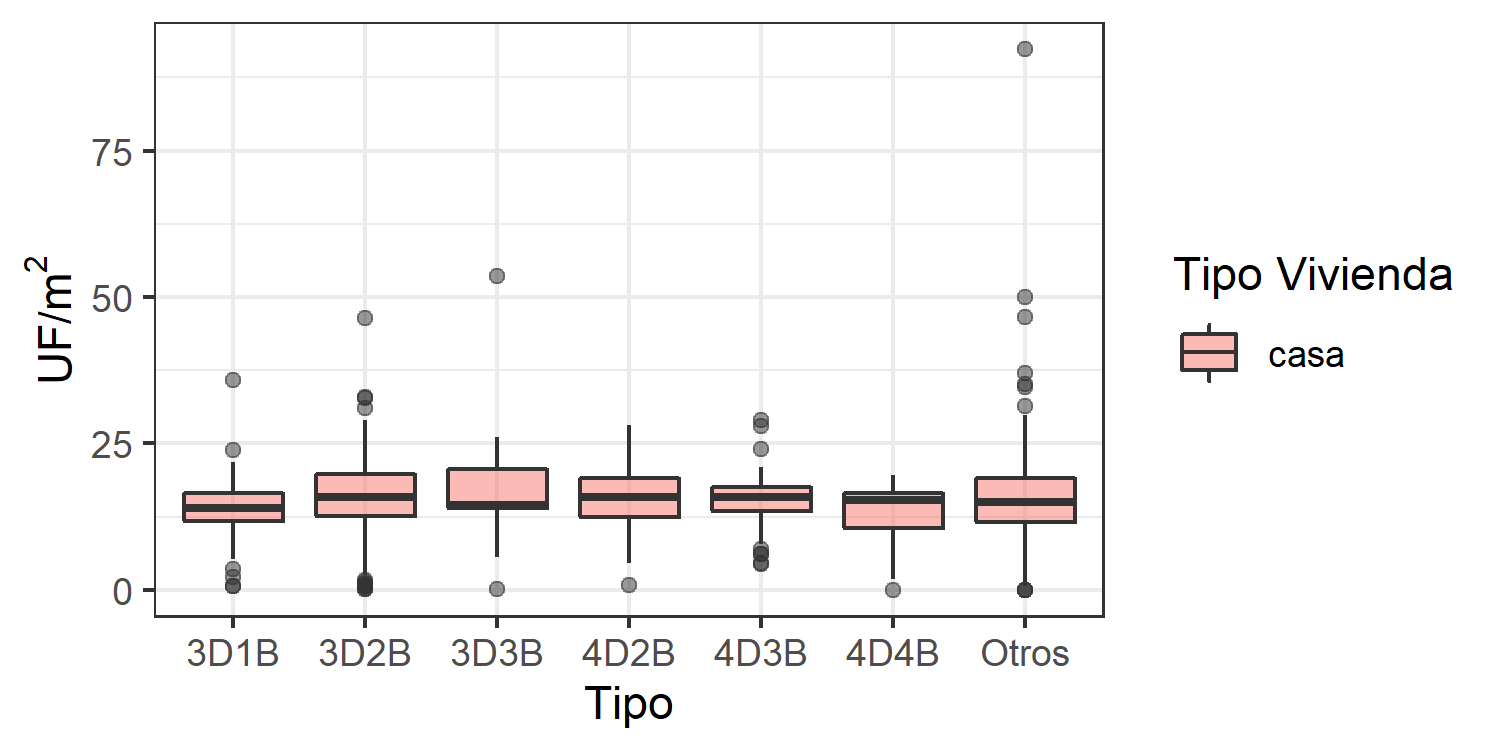 UF/m²
75
50
25
0
3D1B 3D2B 3D3B 4D2B 4D3B 4D4B Otros
Tipo
Tipo Vivienda
casa